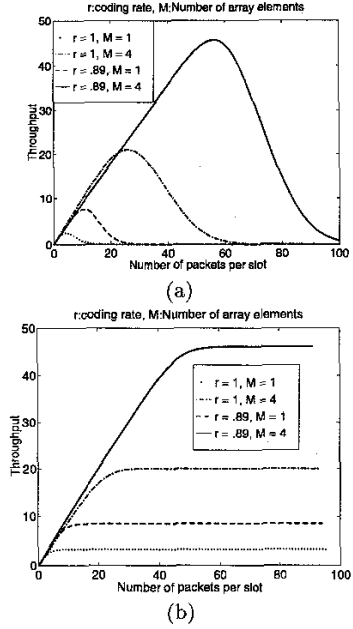 r:coding rate, M:Number of array elements
50
r = 1, M = 1
r = 1, M = 4
r = .89, M = 1
r = .89, M = 4
40
30
20
10
0
Throughput
0 20 40 60 80 100
Number of packets per slot
(a)
r:coding rate, M:Number of array elements
50
40
30
20
10
0
Throughput
r = 1, M = 1
r = 1, M = 4
r = .89, M = 1
r = .89, M = 4
0 20 40 60 80 100
Number of packets per slot
(b)